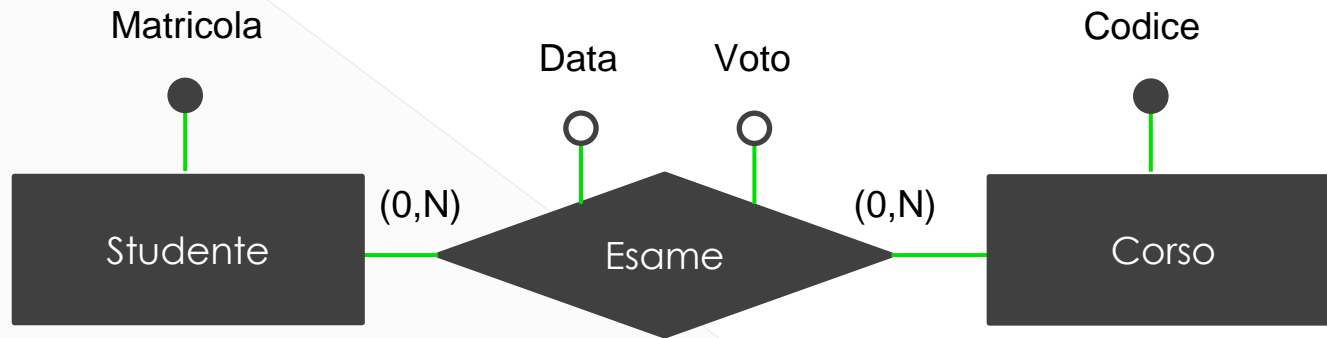 Matricola
Data
Voto
Codice
Studente
(0,N)
Esame
(0,N)
Corso